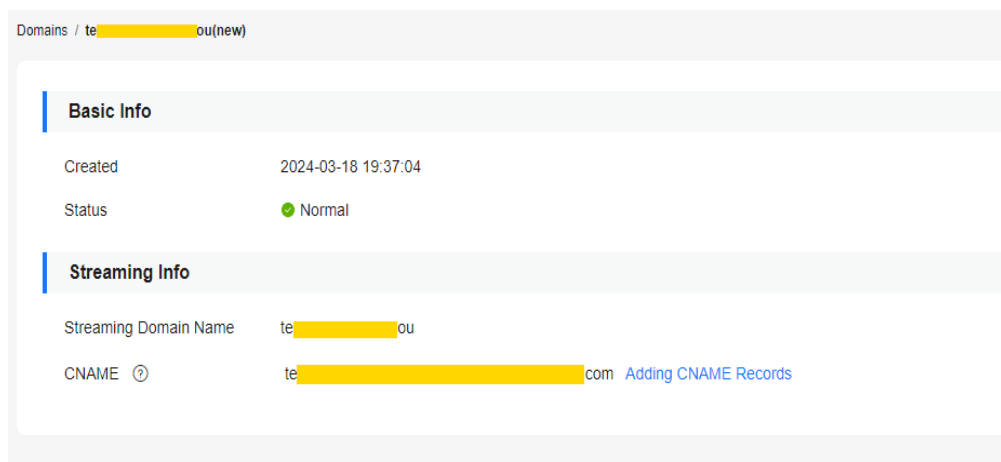 Domains / te ou(new)
Basic Info
Created 2024-03-18 19:37:04
Status Normal
Streaming Info
Streaming Domain Name te ou
CNAME ? te com Adding CNAME Records